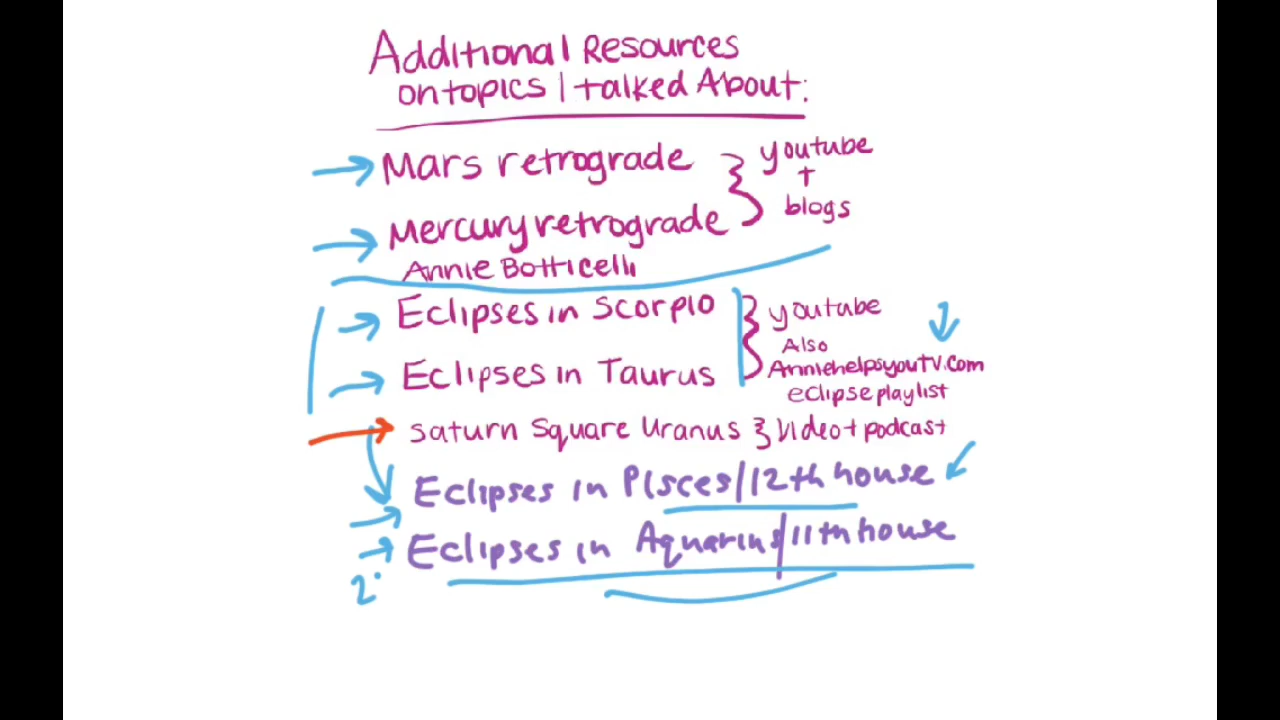 Additional Resources
on topics I talked About:
Mars retrograde
youtube
+
blogs
Mercury retrograde
Annie Botticelli
Eclipses in Scorpio
youtube
Also
AnniehelpsyouTV.com
eclipse playlist
Eclipses in Taurus
Saturn Square Uranus
Video + podcast
Eclipses in Pisces/12th house
Eclipses in Aquarius/11th house
2